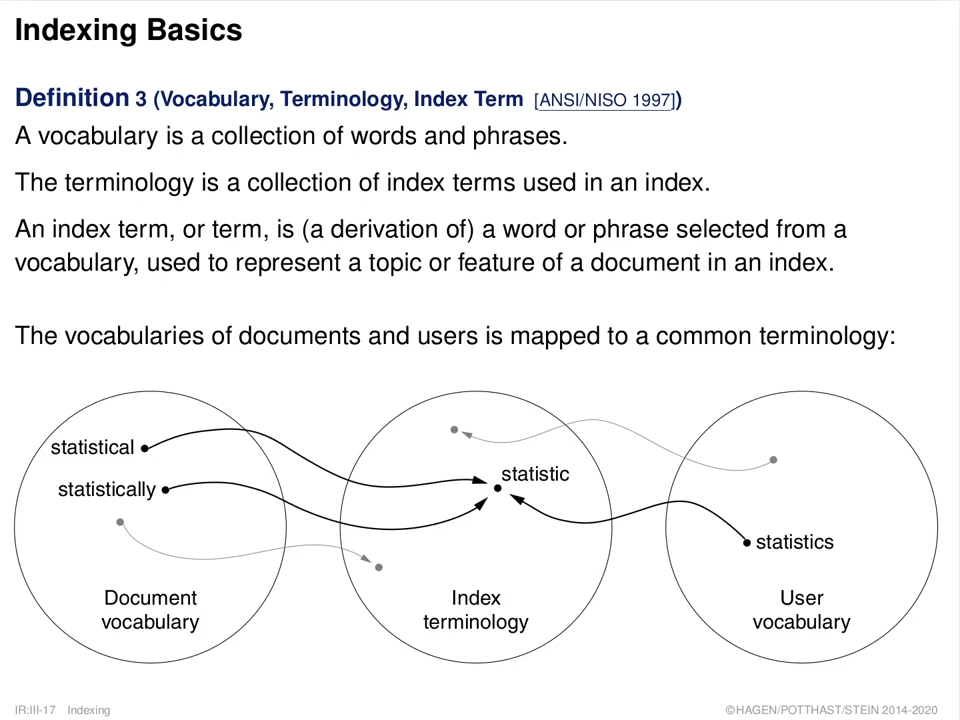 Indexing Basics
Definition 3 (Vocabulary, Terminology, Index Term [ANSI/NISO 1997])
A vocabulary is a collection of words and phrases.
The terminology is a collection of index terms used in an index.
An index term, or term, is (a derivation of) a word or phrase selected from a
vocabulary, used to represent a topic or feature of a document in an index.
The vocabularies of documents and users is mapped to a common terminology:
statistical
statistically
Document
vocabulary
statistic
Index
terminology
statistics
User
vocabulary
IR:III-17 Indexing
©HAGEN/POTTHAST/STEIN 2014-2020